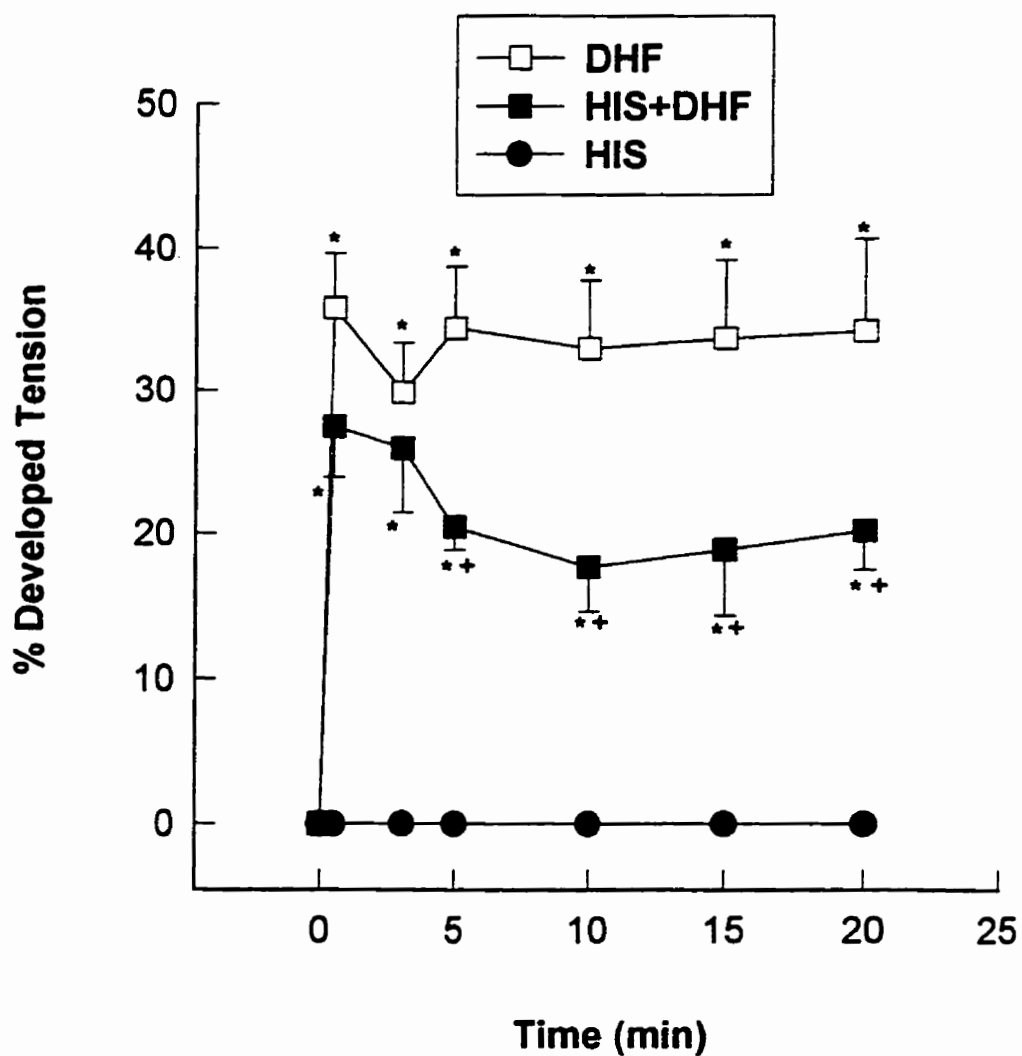 DHF
HIS+DHF
HIS
50
40
30
20
10
0
% Developed Tension
* * * * * *
* * *+ *+ *+ *+
0 5 10 15 20 25
Time (min)